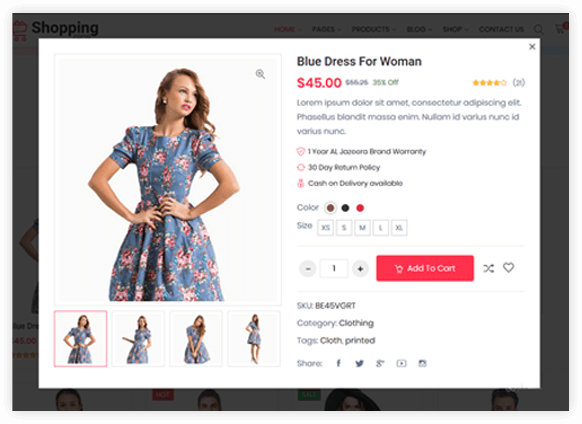 Shopping
HOME PAGES PRODUCTS BLOG SHOP CONTACT US
Blue Dress For Woman
$45.00 $55.25 35% Off (21)
Lorem ipsum dolor sit amet, consectetur adipiscing elit.
Phasellus blandit massa enim. Nullam id varius nunc id
varius nunc.
1 Year AL Jazeera Brand Warranty
30 Day Return Policy
Cash on Delivery available
Color
Size XS S M L XL
- 1 + Add To Cart
SKU: BE45VGRT
Category: Clothing
Tags: Cloth, printed
Share:
Blue Dre
$45.00
HOT
SALE